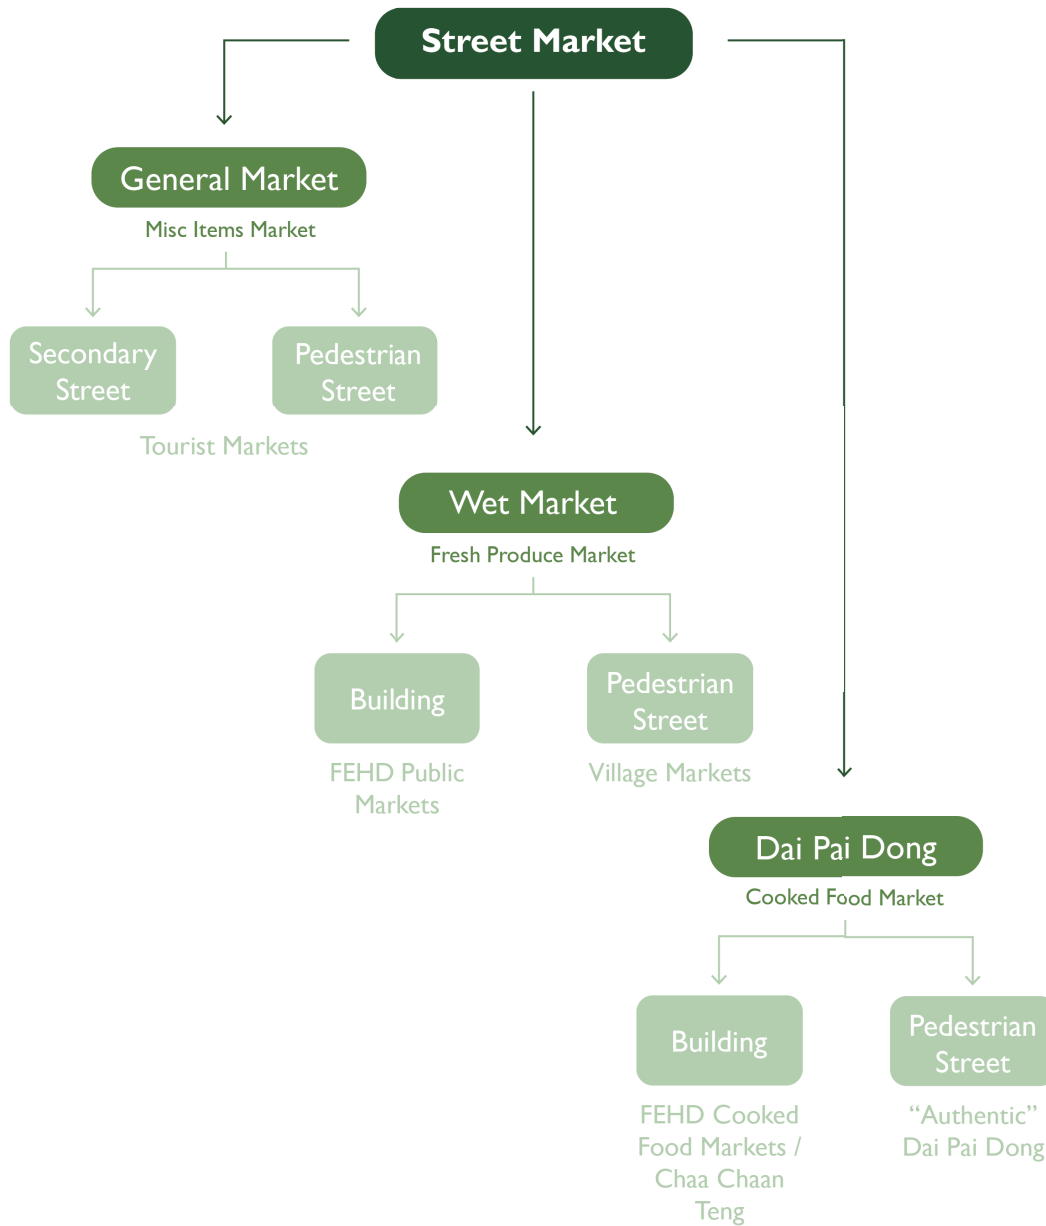 Street Market
General Market
Misc Items Market
Secondary
Street
Pedestrian
Street
Tourist Markets
Wet Market
Fresh Produce Market
Building
Pedestrian
Street
FEHD Public
Markets
Village Markets
Dai Pai Dong
Cooked Food Market
Building
Pedestrian
Street
FEHD Cooked
Food Markets /
Chaa Chaan
Teng
“Authentic”
Dai Pai Dong